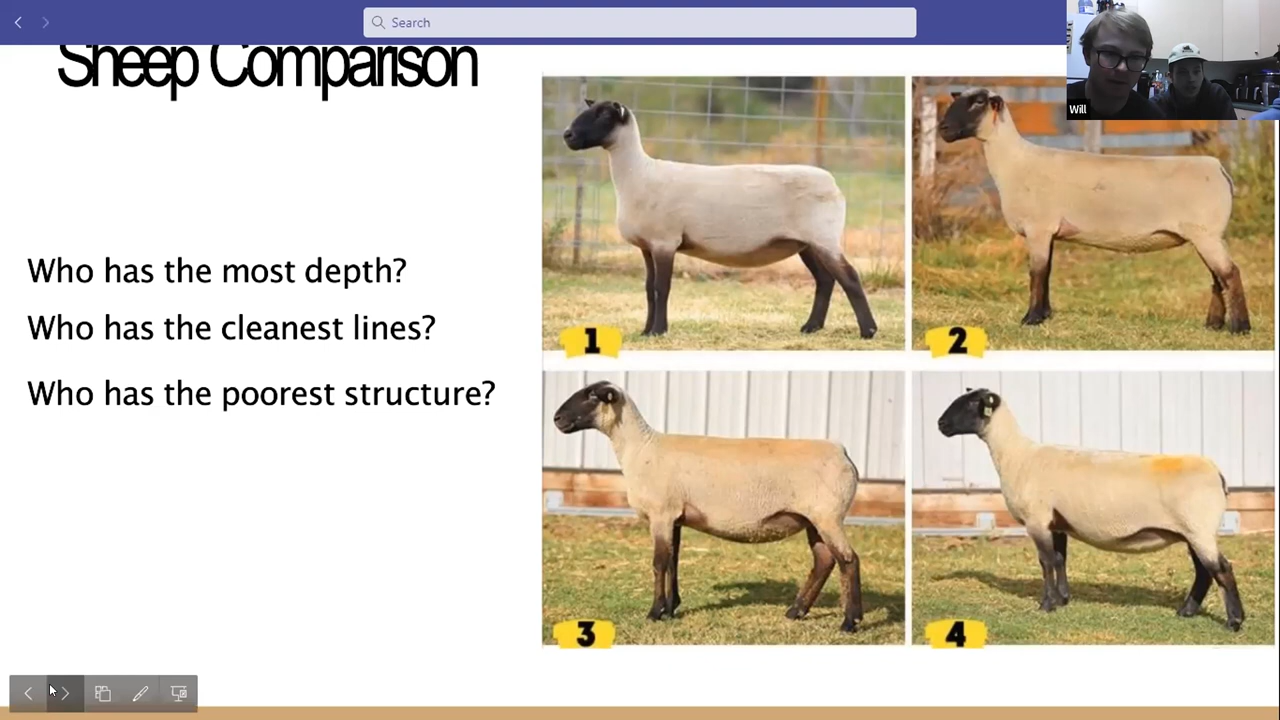 Search
Will
Sheep Comparison
Who has the most depth?
Who has the cleanest lines?
Who has the poorest structure?
1
2
3
4